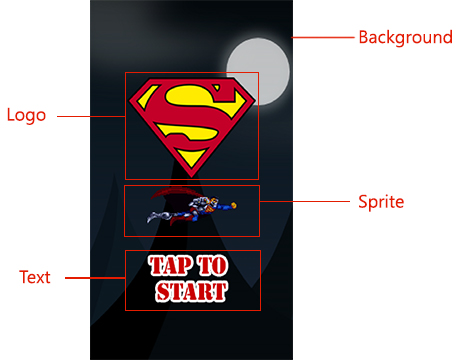 Background
Logo
Sprite
Text
TAP TO
START